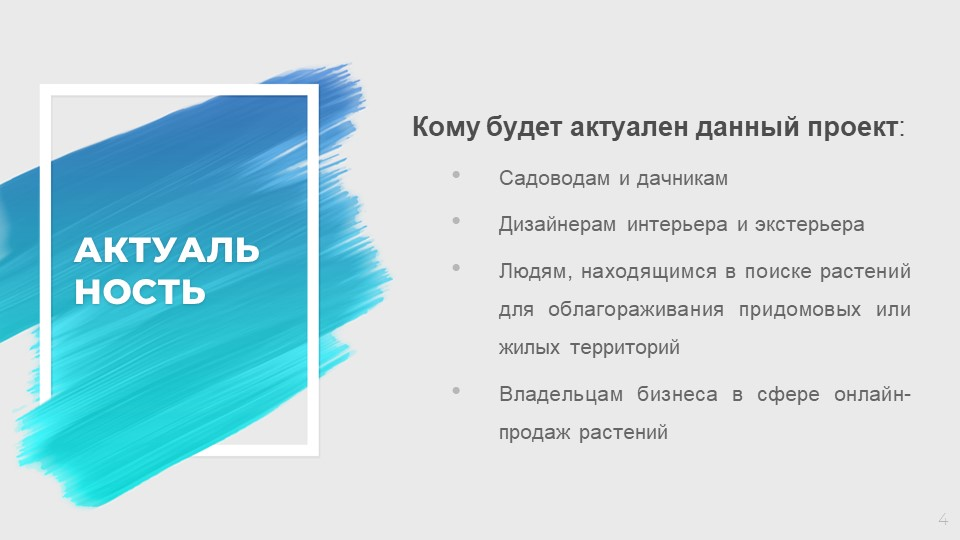 АКТУАЛЬ
НОСТЬ
Кому будет актуален данный проект:
• Садоводам и дачникам
• Дизайнерам интерьера и экстерьера
• Людям, находящимся в поиске растений
для облагораживания придомовых или
жилых территорий
• Владельцам бизнеса в сфере онлайн-
продаж растений
4